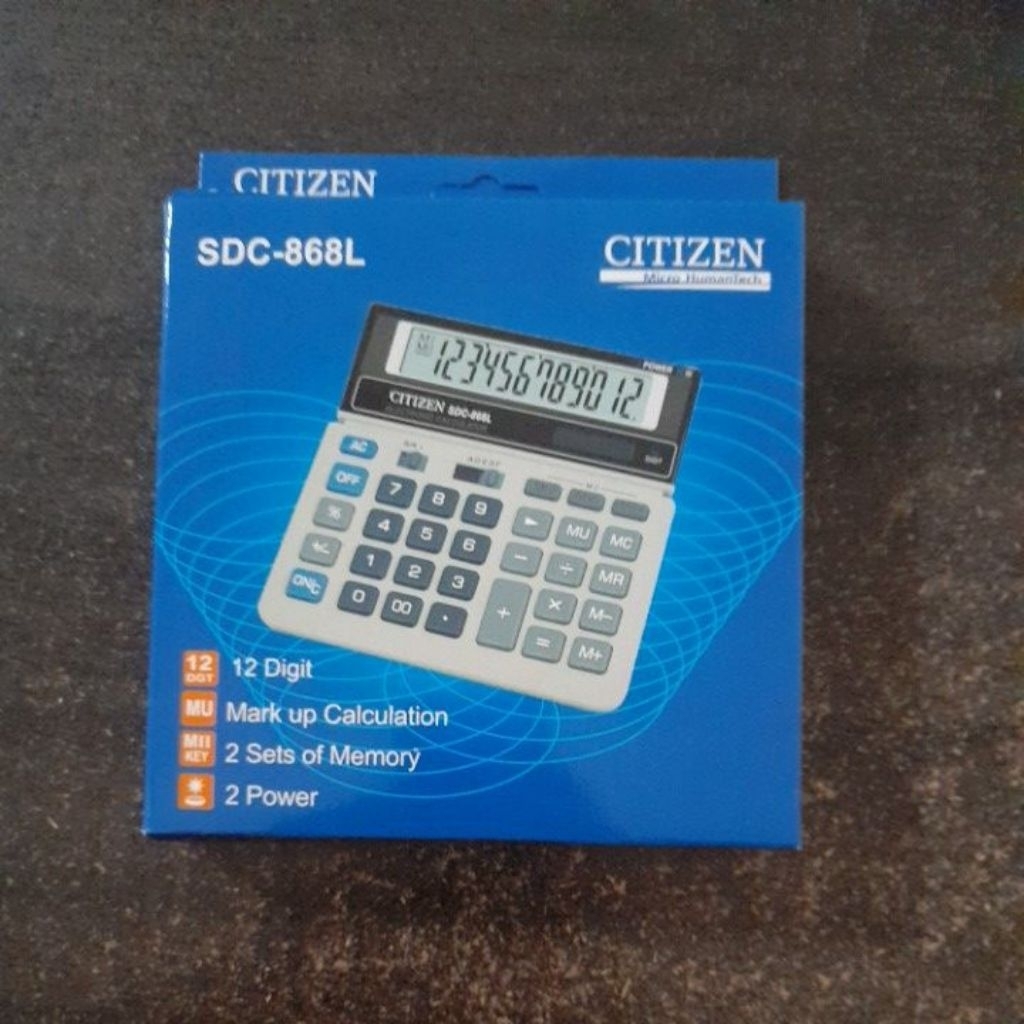 CITIZEN
SDC-868L
CITIZEN
Micro HumanTech
POWER
123456789012
CITIZEN SDC-868L
AC
OFF
7 8 9
% 4 5 6 ► MU MC
1 2 3 − ÷ MR
ON/C 0 00 . + × M−
= M+
12 DGT 12 Digit
MU Mark up Calculation
MII KEY 2 Sets of Memory
2 Power